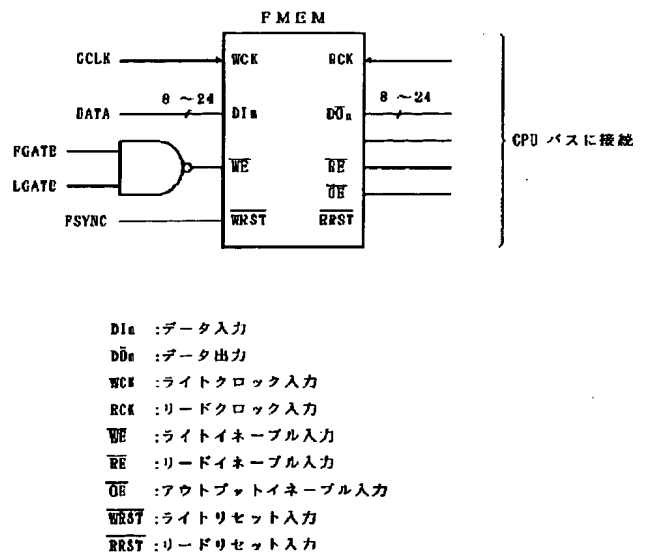 FMEM
GCLK
WCK
RCK
DATA
8 ~24
DIn
DOn
8 ~24
FGATE
LGATE
WE
RE
OE
CPU バスに接続
FSYNC
WRST
RRST
DIn :データ入力
DOn :データ出力
WCK :ライトクロック入力
RCK :リードクロック入力
WE :ライトイネーブル入力
RE :リードイネーブル入力
OE :アウトプットイネーブル入力
WRST :ライトリセット入力
RRST :リードリセット入力